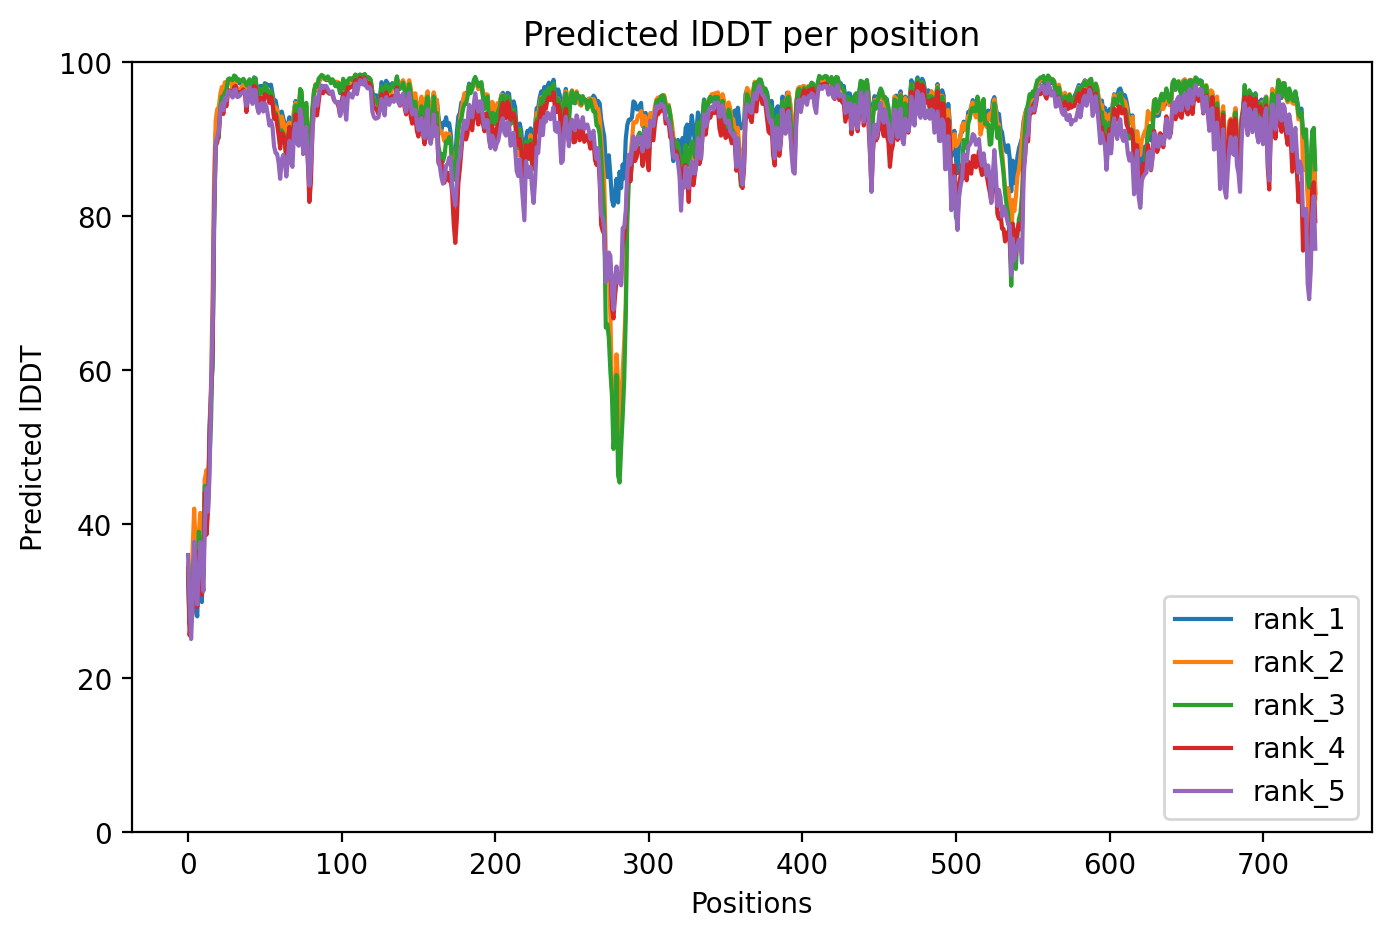 Predicted lDDT per position
100
80
60
40
20
0
Predicted lDDT
0 100 200 300 400 500 600 700
Positions
rank_1
rank_2
rank_3
rank_4
rank_5